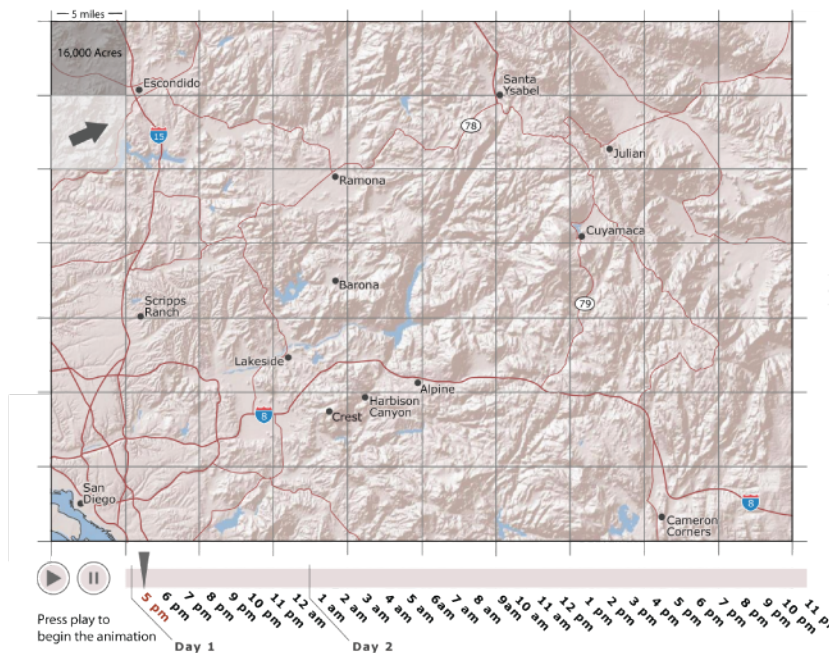 5 miles
16,000 Acres
Escondido
Santa
Ysabel
15
78
Julian
Ramona
Cuyamaca
Barona
79
Scripps
Ranch
Lakeside
Alpine
Harbison
Canyon
8
Crest
San
Diego
8
Cameron
Corners
5 pm
6 pm
7 pm
8 pm
9 pm
10 pm
11 pm
12 am
1 am
2 am
3 am
4 am
5 am
6am
7 am
8 am
9am
10 am
11 am
12 pm
1 pm
2 pm
3 pm
4 pm
5 pm
6 pm
7 pm
8 pm
9 pm
10 pm
Press play to
begin the animation
Day 1
Day 2